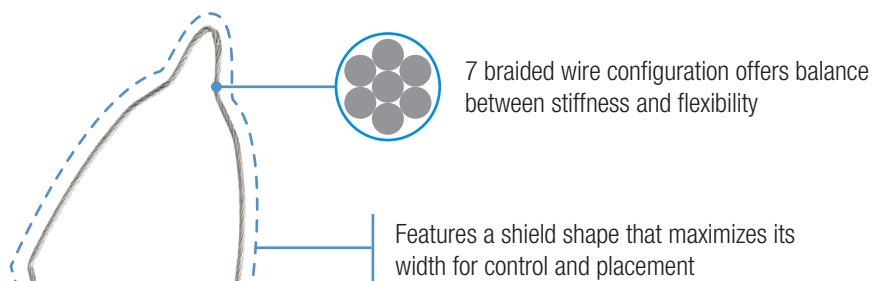 7 braided wire configuration offers balance
between stiffness and flexibility
Features a shield shape that maximizes its
width for control and placement